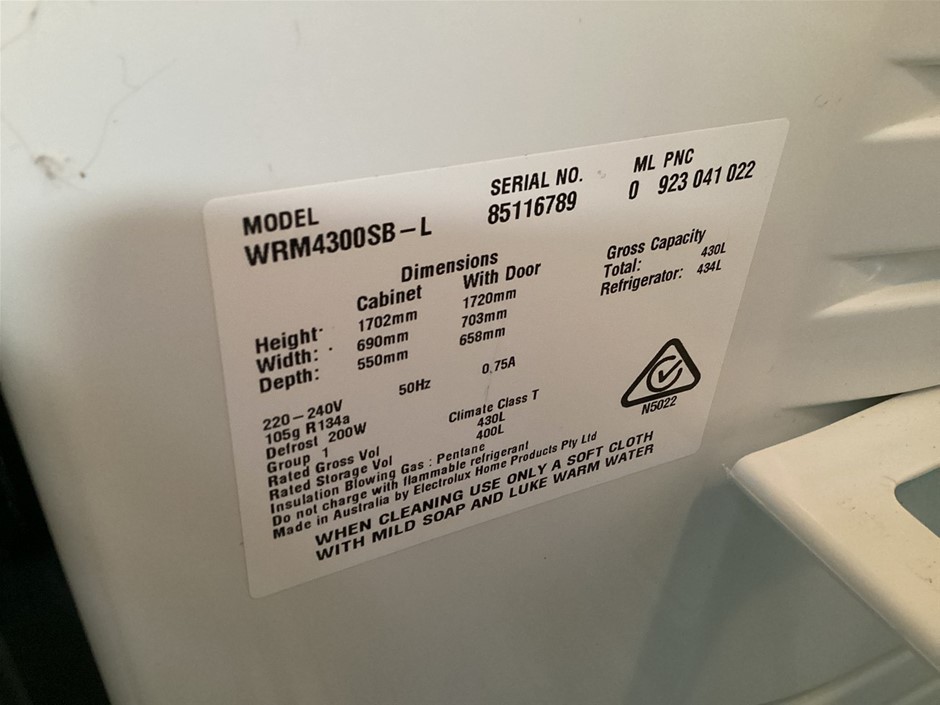 MODEL SERIAL NO. ML PNC
WRM4300SB-L 85116789 0 923 041 022
Dimensions Gross Capacity
Cabinet With Door Total: 430L
Height: 1702mm 1720mm Refrigerator: 434L
Width: 690mm 703mm
Depth: 550mm 658mm
220-240V 50Hz 0,75A
105g R134a
Defrost 200W
Group 1 Climate Class T
Rated Gross Vol 430L
Rated Storage Vol 400L
Insulation Blowing Gas : Pentane
Do not charge with flammable refrigerant
Made in Australia by Electrolux Home Products Pty Ltd
N5022
WHEN CLEANING USE ONLY A SOFT CLOTH
WITH MILD SOAP AND LUKE WARM WATER